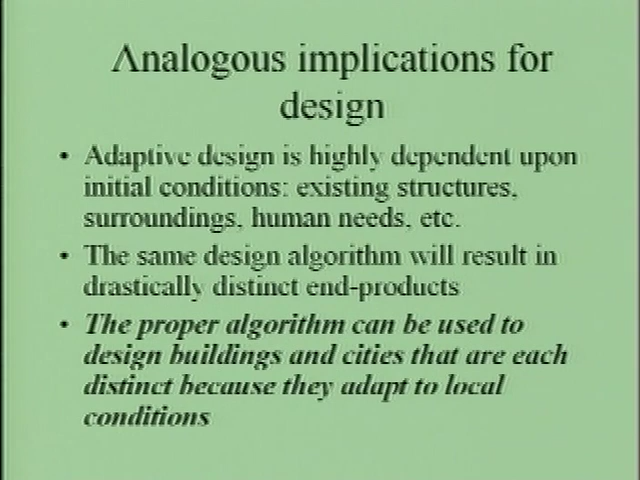 Analogous implications for
design
• Adaptive design is highly dependent upon
initial conditions: existing structures,
surroundings, human needs, etc.
• The same design algorithm will result in
drastically distinct end-products
• The proper algorithm can be used to
design buildings and cities that are each
distinct because they adapt to local
conditions